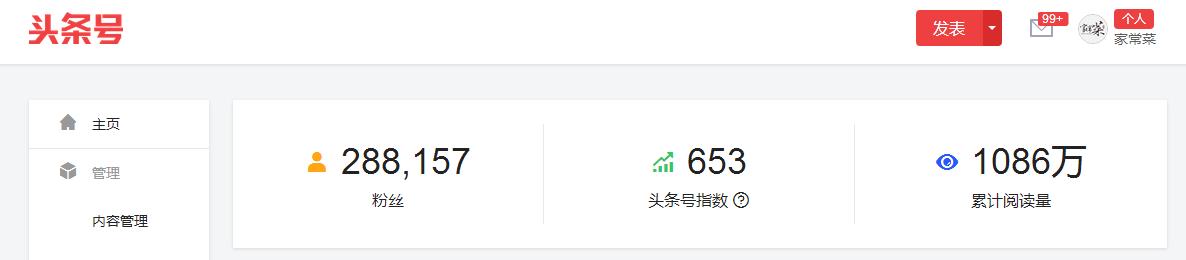 头条号
发表
99+
个人
家常菜
主页
管理
内容管理
288,157
粉丝
653
头条号指数
1086万
累计阅读量